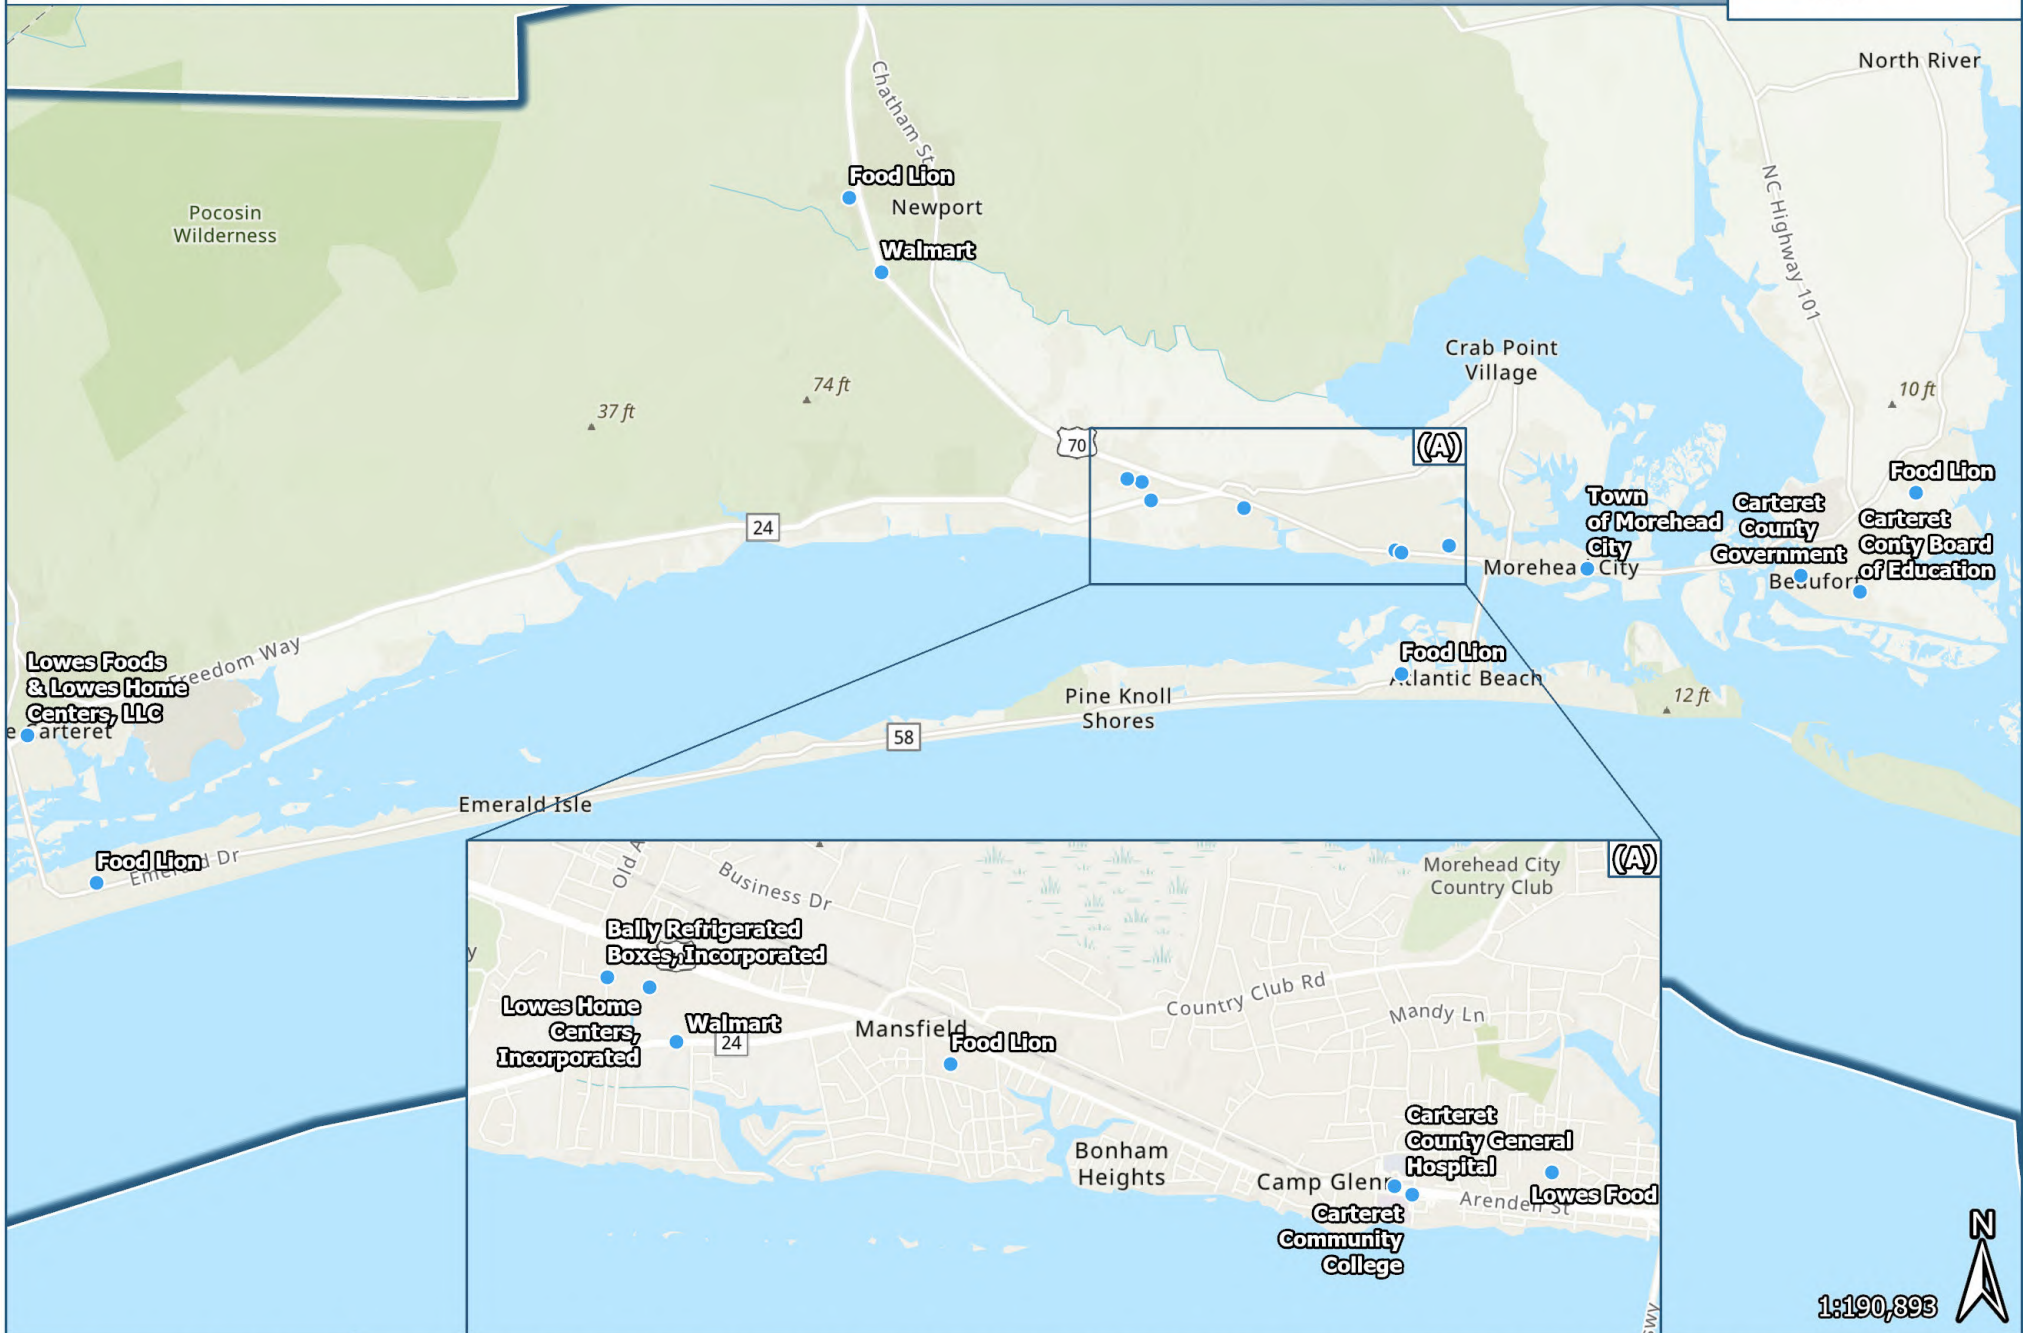 North River
Chatham St
NC Highway 101
Pocosin
Wilderness
Food Lion
Newport
Walmart
Crab Point
Village
74 ft
37 ft
10 ft
70
(A)
24
Food Lion
Town
of Morehead
City
Carteret
County
Government
Carteret
Conty Board
of Education
Morehea City
Beaufort
Freedom Way
Lowes Foods
& Lowes Home
Centers, LLC
e Carteret
Food Lion
Atlantic Beach
Pine Knoll
Shores
12 ft
58
Emerald Isle
Food Lion
Emerald Dr
(A)
Old A
Business Dr
Morehead City
Country Club
y
Bally Refrigerated
Boxes, Incorporated
Lowes Home
Centers,
Incorporated
Walmart
24
Mansfield
Food Lion
Country Club Rd
Mandy Ln
Carteret
County General
Hospital
Bonham
Heights
Camp Glenn
Lowes Food
Arendell St
Carteret
Community
College
swy
N
1:190,893